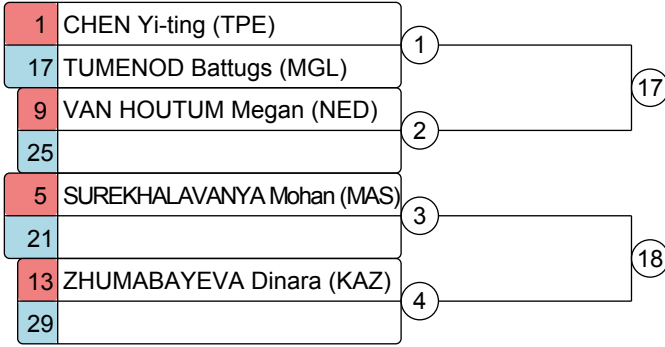 1 CHEN Yi-ting (TPE)
1
17 TUMENOD Battugs (MGL)
17
9 VAN HOUTUM Megan (NED)
2
25
5 SUREKHALAVANYA Mohan (MAS)
3
21
18
13 ZHUMABAYEVA Dinara (KAZ)
4
29